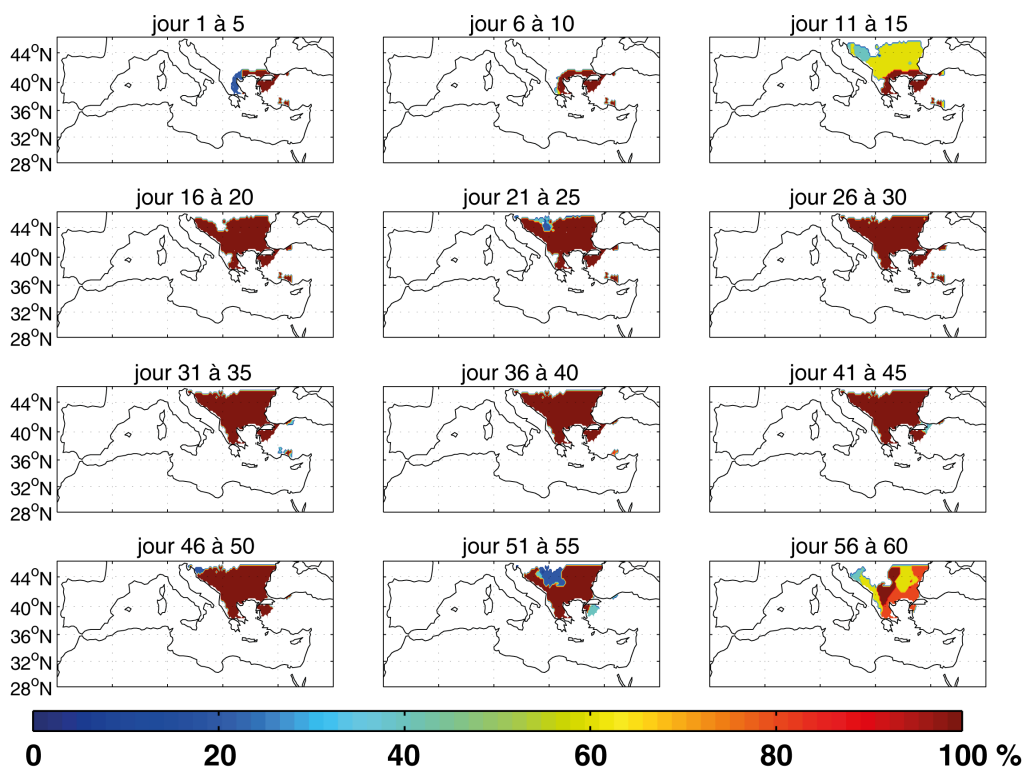 jour 1 à 5
jour 6 à 10
jour 11 à 15
44°N
40°N
36°N
32°N
28°N
jour 16 à 20
jour 21 à 25
jour 26 à 30
44°N
40°N
36°N
32°N
28°N
jour 31 à 35
jour 36 à 40
jour 41 à 45
44°N
40°N
36°N
32°N
28°N
jour 46 à 50
jour 51 à 55
jour 56 à 60
44°N
40°N
36°N
32°N
28°N
0 20 40 60 80 100 %